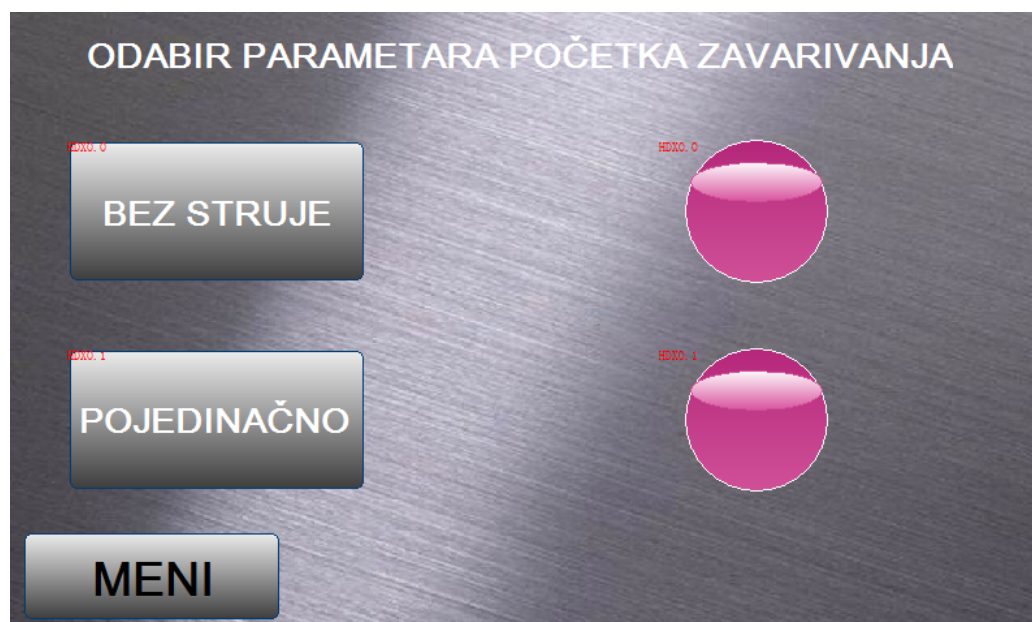 ODABIR PARAMETARA POČETKA ZAVARIVANJA
HDX0.0
HDX0.0
BEZ STRUJE
HDX0.1
HDX0.1
POJEDINAČNO
MENI